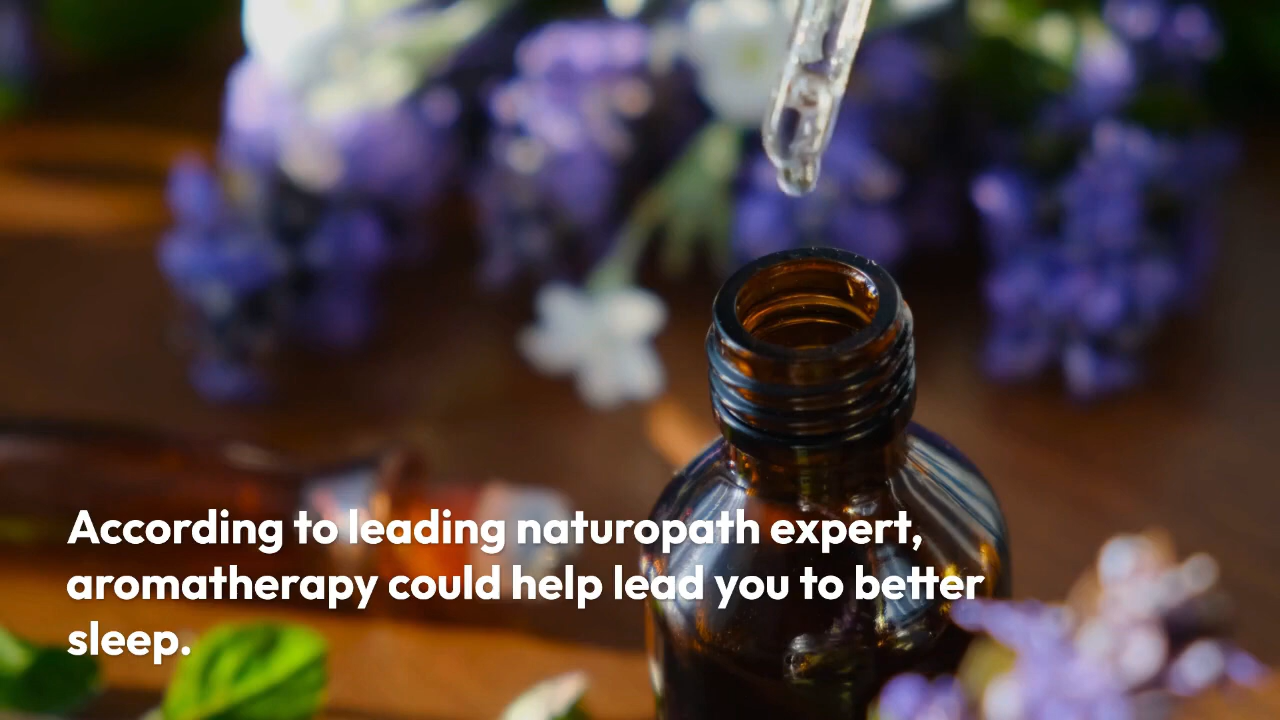 According to leading naturopath expert,
aromatherapy could help lead you to better
sleep.